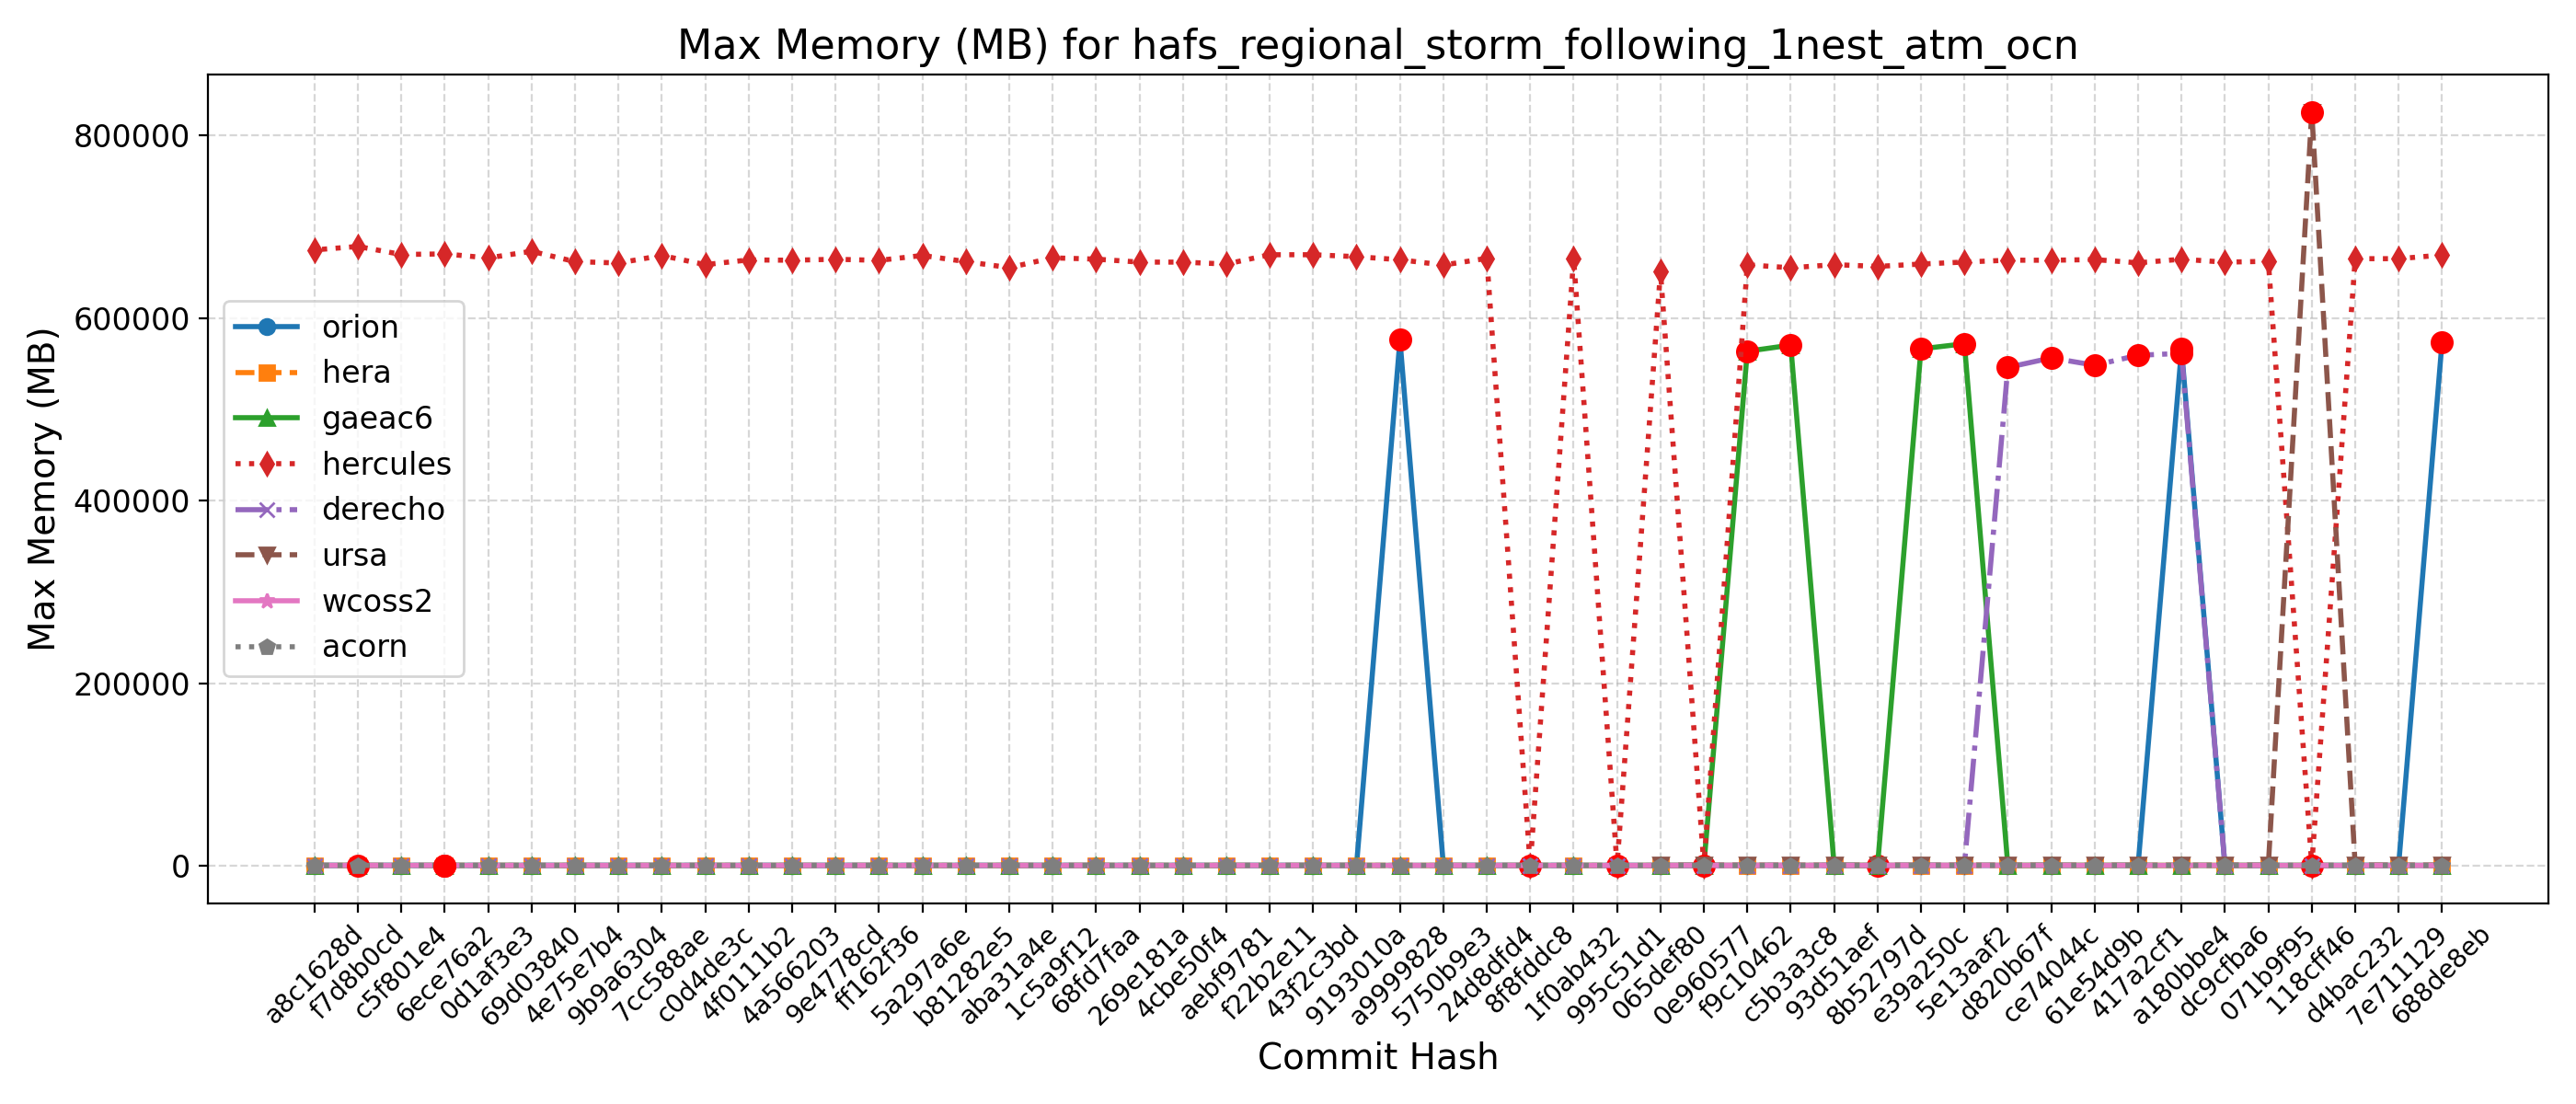 Max Memory (MB) for hafs_regional_storm_following_1nest_atm_ocn
Max Memory (MB)
800000
600000
400000
200000
0
orion
hera
gaeac6
hercules
derecho
ursa
wcoss2
acorn
a8c1628d
f7d8b0cd
c5f801e4
6ece76a2
0d1af3e3
69d03840
4e75e7b4
9b9a6304
7cc588ae
c0d4de3c
4f0111b2
4a566203
9e4778cd
ff162f36
5a297a6e
b81282e5
aba31a4e
1c5a9f12
68fd7faa
269e181a
4cbe50f4
aebf9781
f22b2e11
43f2c3bd
9193010a
a9999828
5750b9e3
24d8dfd4
8f8fddc8
1f0ab432
995c51d1
065def80
0e960577
f9c10462
c5b3a3c8
93d51aef
8b52797d
e39a250c
5e13aaf2
d820b67f
ce74044c
61e54d9b
417a2cf1
a180bbe4
dc9cfba6
071b9f95
118cff46
d4bac232
7e711129
688de8eb
Commit Hash